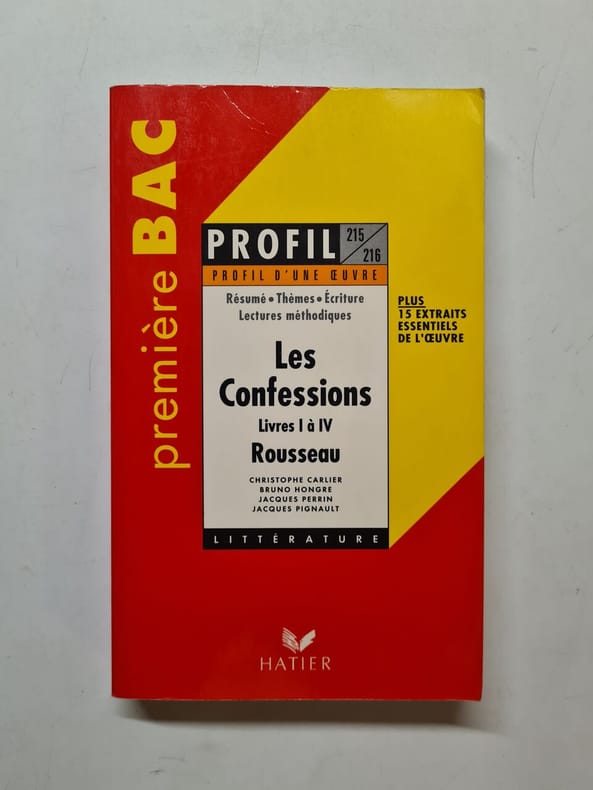 première BAC
PROFIL 215/216
PROFIL D'UNE ŒUVRE
Résumé • Thèmes • Écriture
Lectures méthodiques
Les
Confessions
Livres I à IV
Rousseau
CHRISTOPHE CARLIER
BRUNO HONGRE
JACQUES PERRIN
JACQUES PIGNAULT
LITTÉRATURE
PLUS
15 EXTRAITS
ESSENTIELS
DE L'ŒUVRE
HATIER